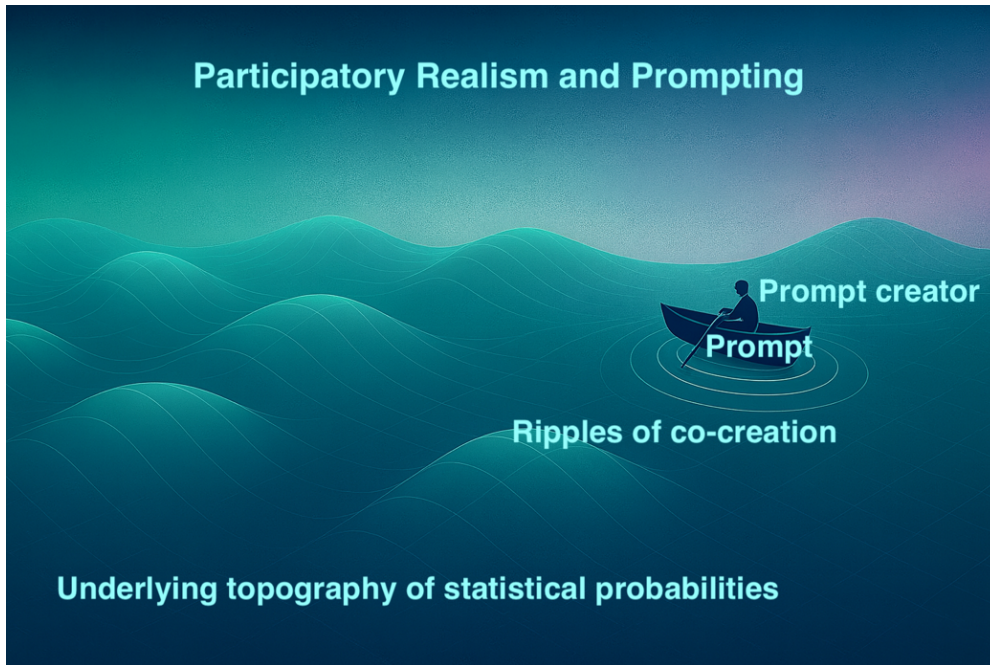 Participatory Realism and Prompting
Prompt creator
Prompt
Ripples of co-creation
Underlying topography of statistical probabilities